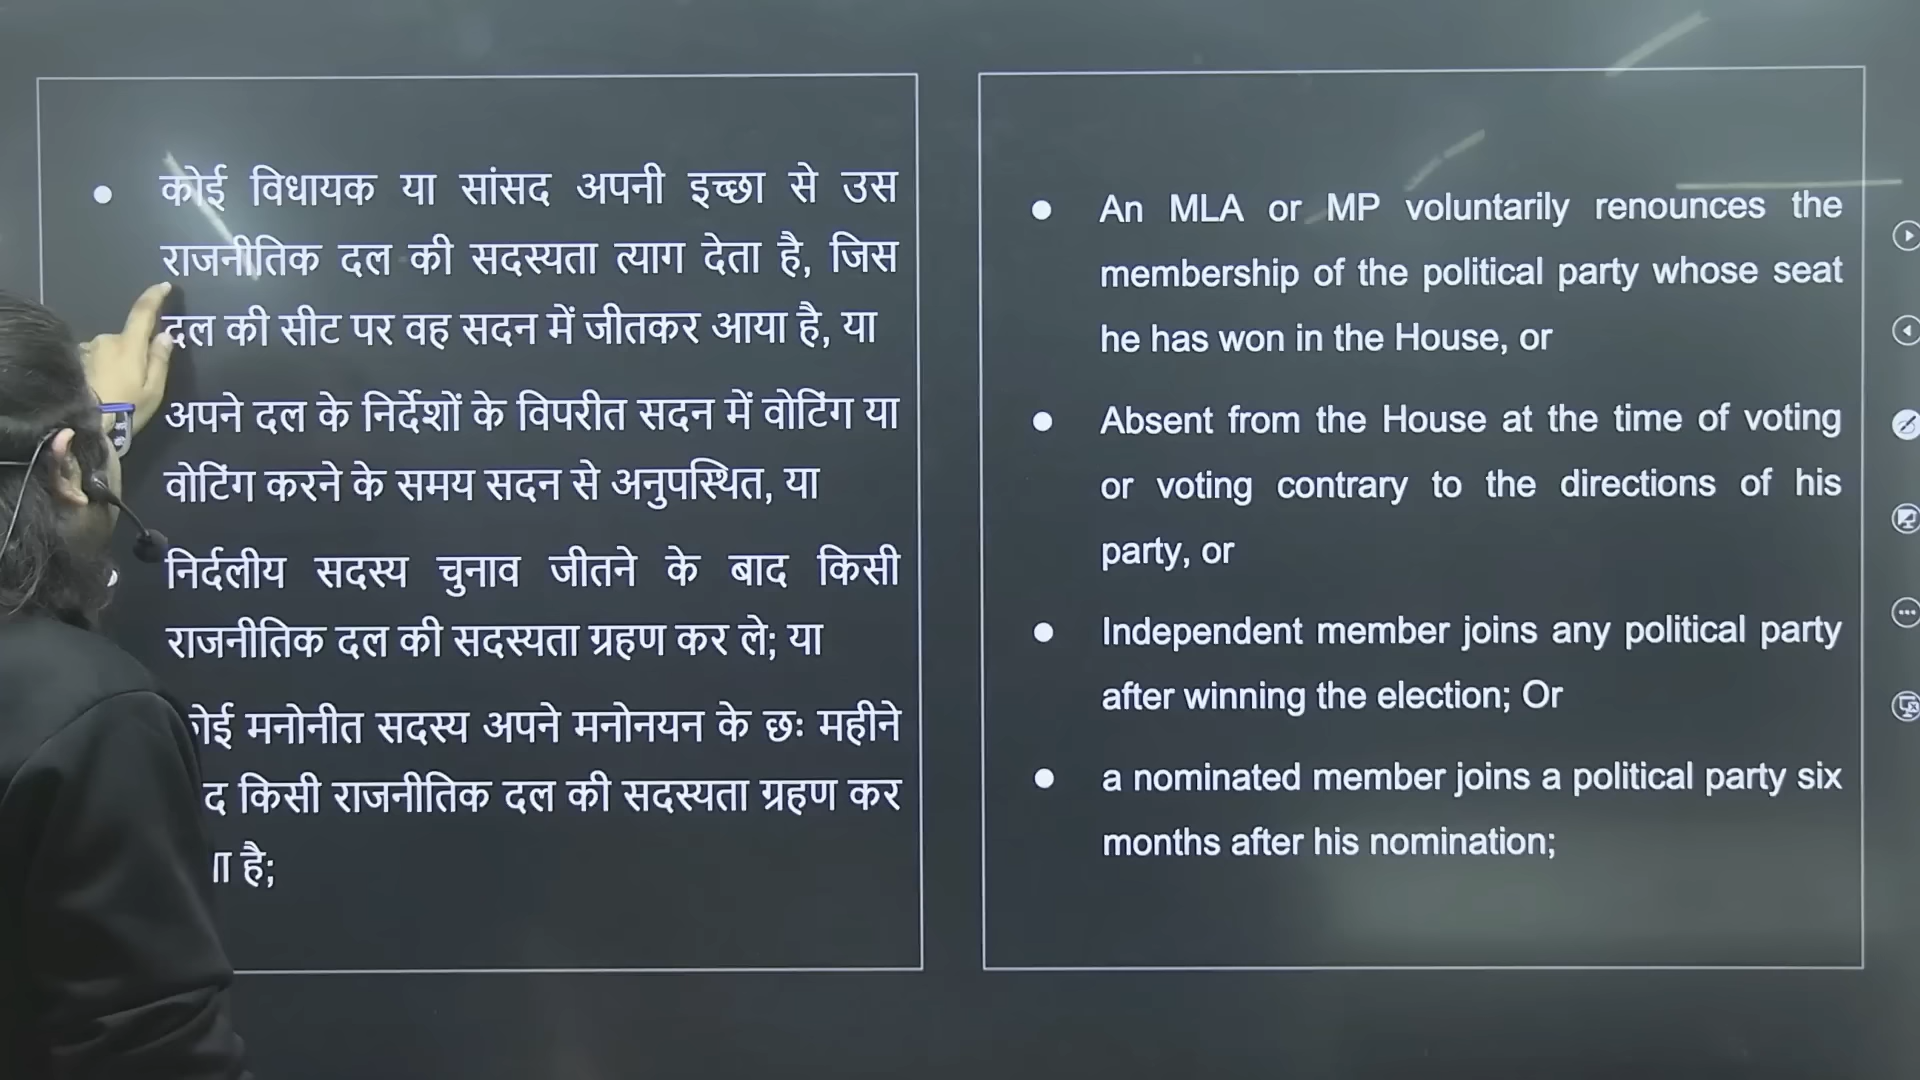 कोई विधायक या सांसद अपनी इच्छा से उस
राजनीतिक दल की सदस्यता त्याग देता है, जिस
दल की सीट पर वह सदन में जीतकर आया है, या
अपने दल के निर्देशों के विपरीत सदन में वोटिंग या
वोटिंग करने के समय सदन से अनुपस्थित, या
निर्दलीय सदस्य चुनाव जीतने के बाद किसी
राजनीतिक दल की सदस्यता ग्रहण कर ले; या
मनोनीत सदस्य अपने मनोनयन के छः महीने
किसी राजनीतिक दल की सदस्यता ग्रहण कर
है;
An MLA or MP voluntarily renounces the
membership of the political party whose seat
he has won in the House, or
Absent from the House at the time of voting
or voting contrary to the directions of his
party, or
Independent member joins any political party
after winning the election; Or
a nominated member joins a political party six
months after his nomination;